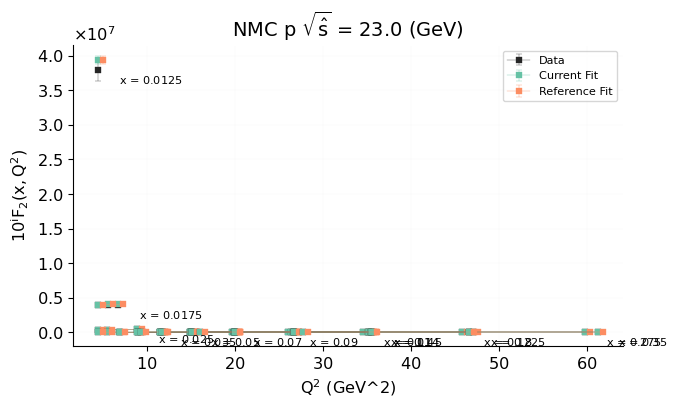 NMC p √ŝ = 23.0 (GeV)
×10⁷
Data
Current Fit
Reference Fit
4.0
3.5
3.0
2.5
2.0
1.5
1.0
0.5
0.0
10ⁱF₂(x,Q²)
x = 0.0125
x = 0.0175
x = 0.025
x = 0.07
x = 0.09
10
20
30
40
50
60
Q² (GeV^2)